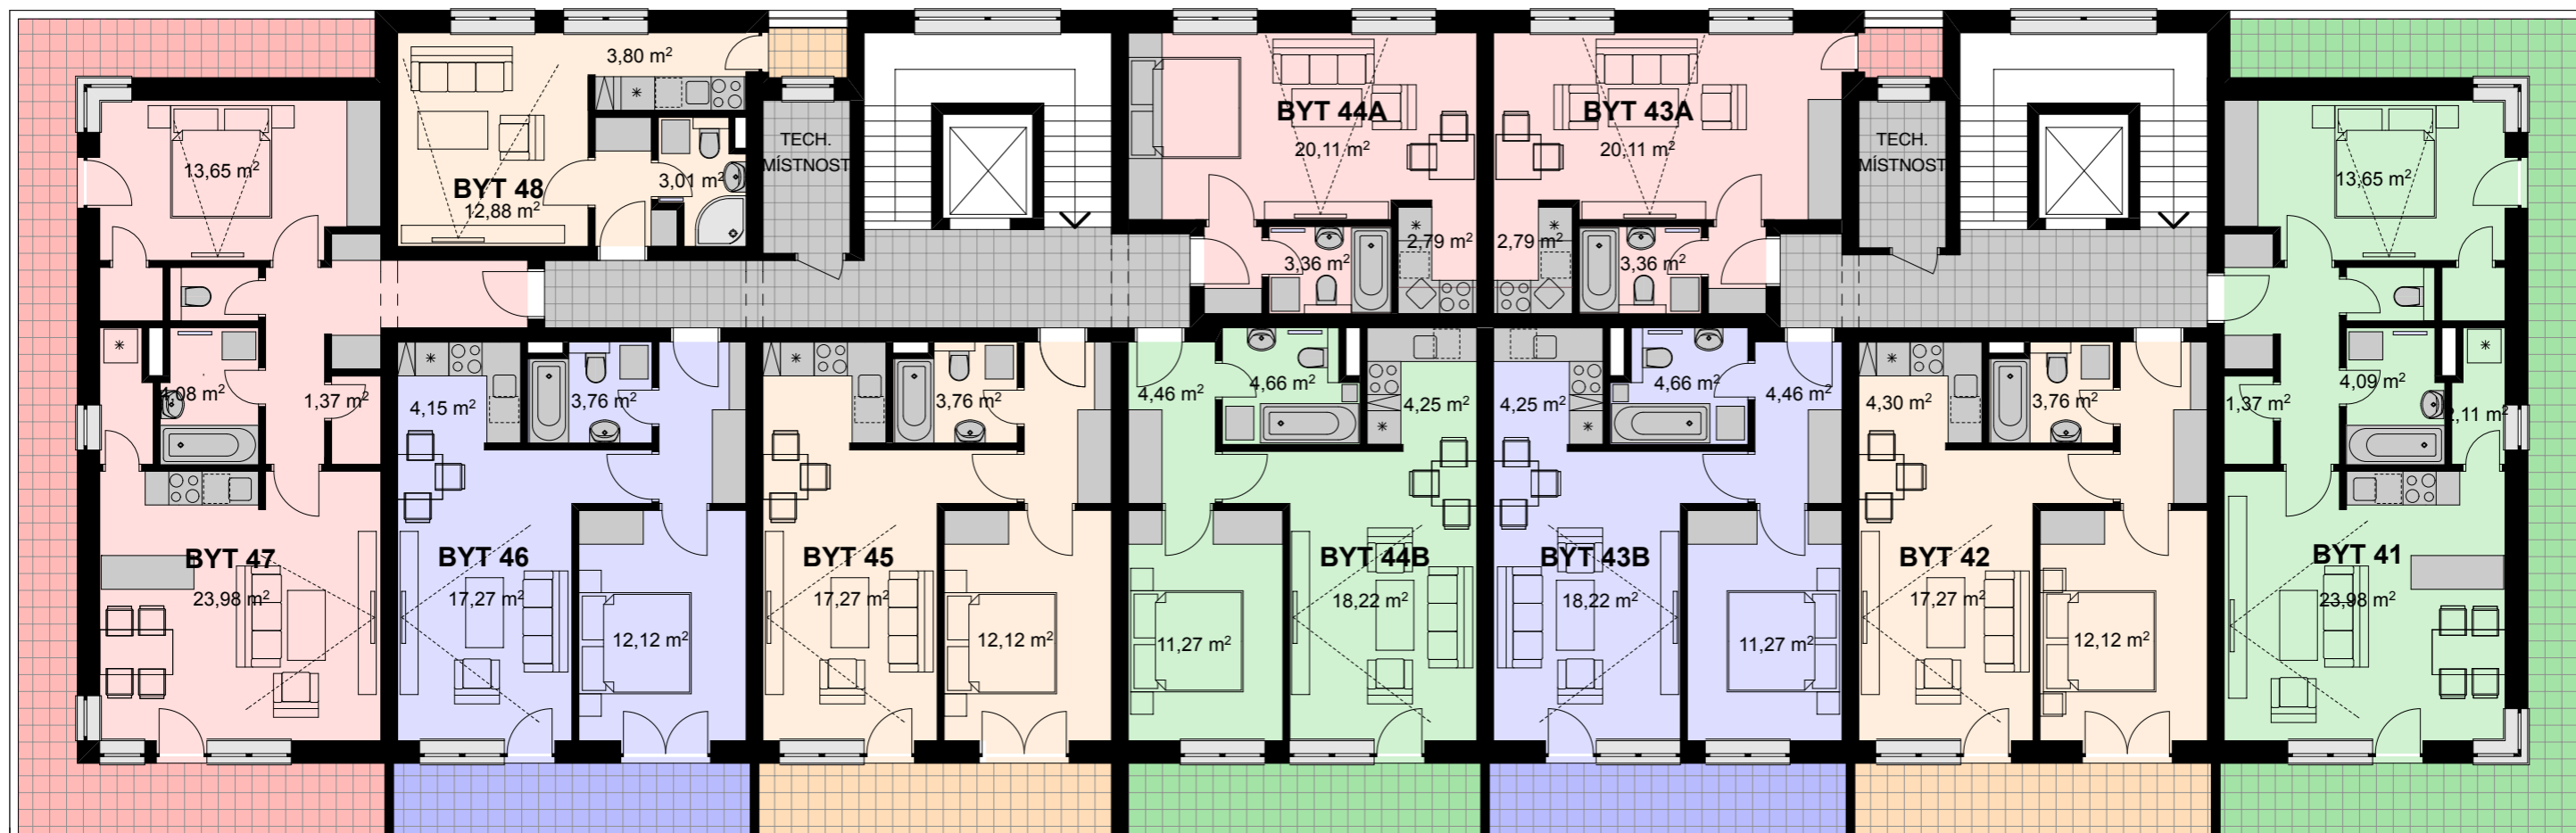 3,80 m²
BYT 48
12,88 m²
3,01 m²
TECH.
MÍSTNOST
BYT 44A
20,11 m²
BYT 43A
20,11 m²
TECH.
MÍSTNOST
13,65 m²
13,65 m²
3,36 m²
2,79 m²
2,79 m²
3,36 m²
4,08 m²
1,37 m²
4,15 m²
3,76 m²
3,76 m²
4,46 m²
4,66 m²
4,25 m²
4,25 m²
4,66 m²
4,46 m²
4,30 m²
3,76 m²
1,37 m²
4,09 m²
2,11 m²
BYT 47
23,98 m²
BYT 46
17,27 m²
12,12 m²
BYT 45
17,27 m²
12,12 m²
11,27 m²
BYT 44B
18,22 m²
BYT 43B
18,22 m²
11,27 m²
BYT 42
17,27 m²
12,12 m²
BYT 41
23,98 m²